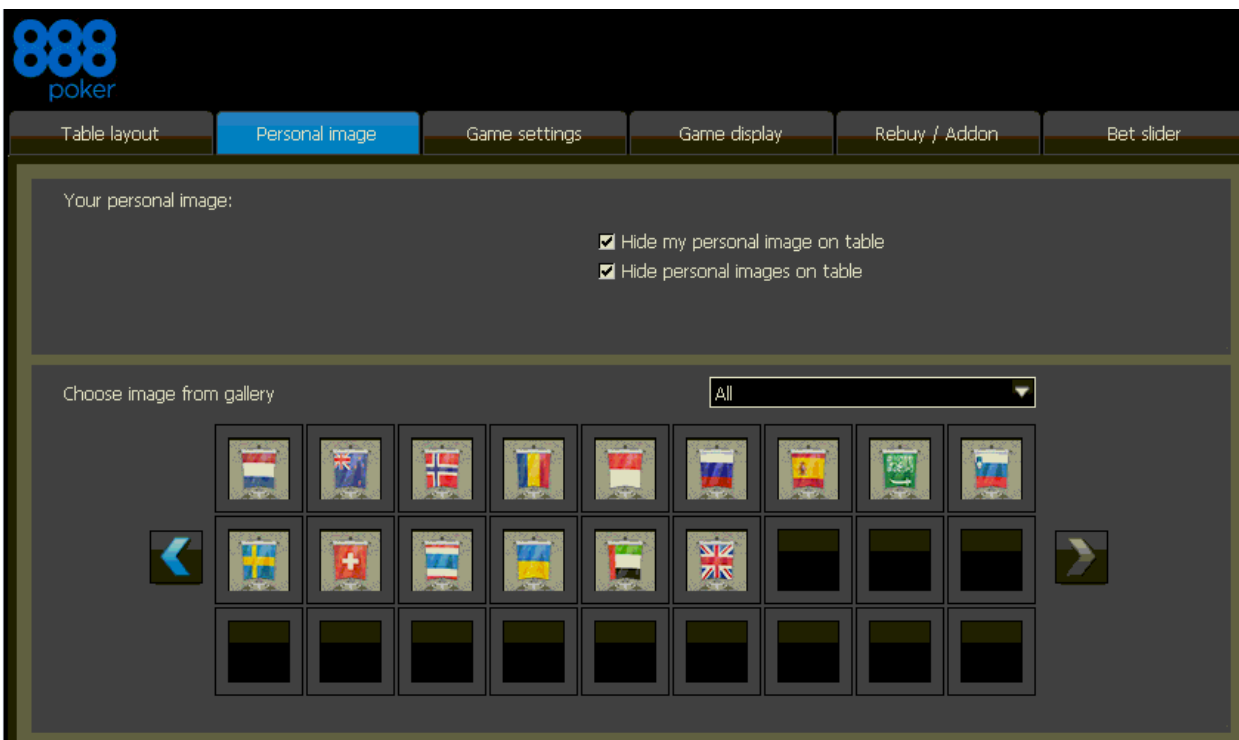 888
poker
Table layout
Personal image
Game settings
Game display
Rebuy / Addon
Bet slider
Your personal image:
Hide my personal image on table
Hide personal images on table
Choose image from gallery
All